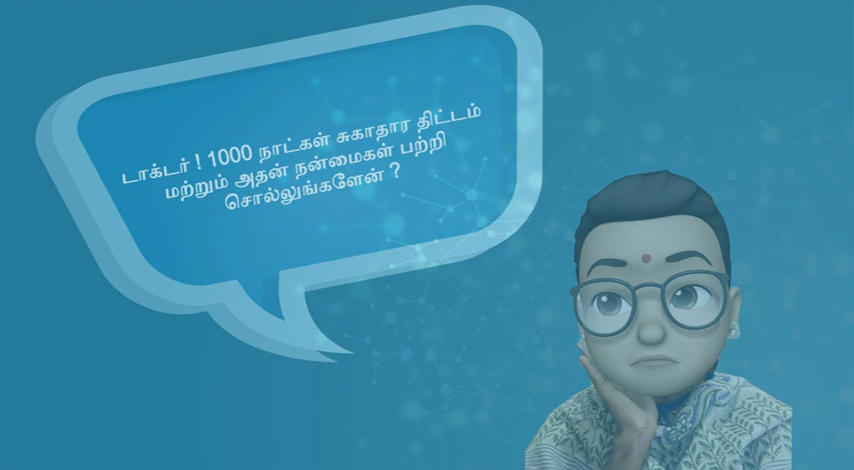 டாக்டர் ! 1000 நாட்கள் சுகாதார திட்டம்
மற்றும் அதன் நன்மைகள் பற்றி
சொல்லுங்களேன் ?